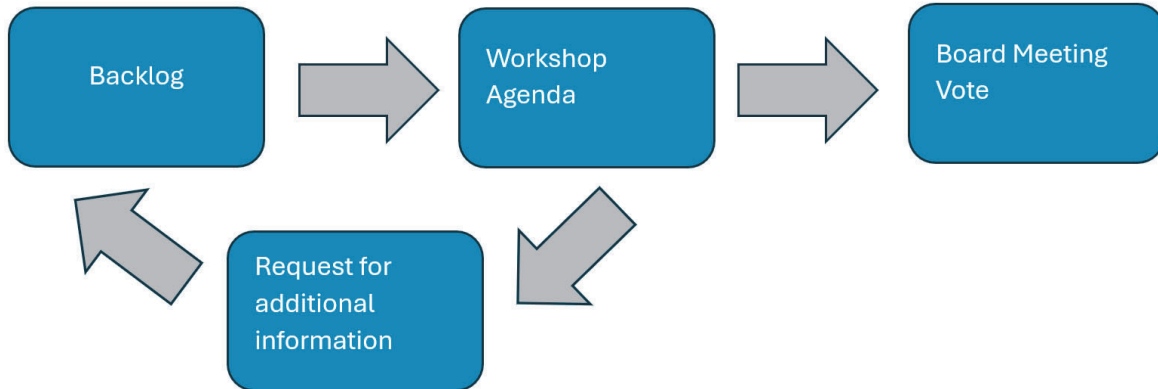 Backlog
Workshop
Agenda
Board Meeting
Vote
Request for
additional
information